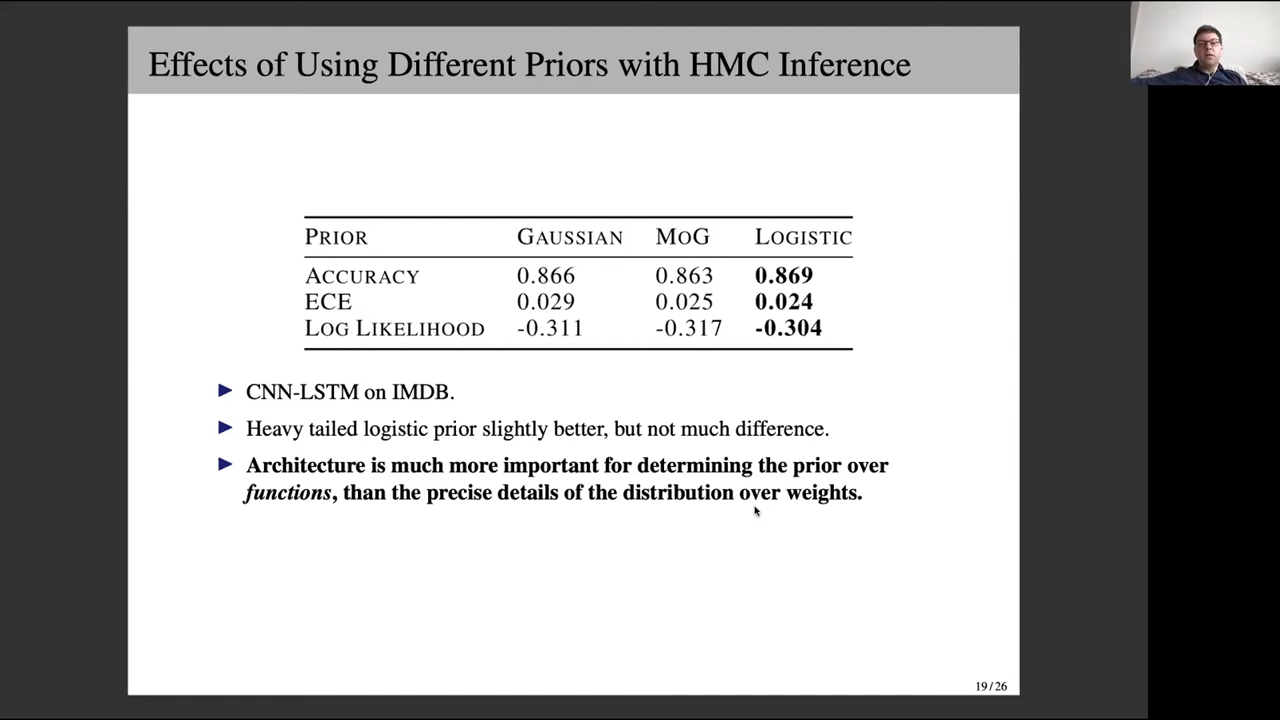 Effects of Using Different Priors with HMC Inference
PRIOR GAUSSIAN MOG LOGISTIC
ACCURACY 0.866 0.863 0.869
ECE 0.029 0.025 0.024
LOG LIKELIHOOD -0.311 -0.317 -0.304
CNN-LSTM on IMDB.
Heavy tailed logistic prior slightly better, but not much difference.
Architecture is much more important for determining the prior over
functions, than the precise details of the distribution over weights.
19 / 26